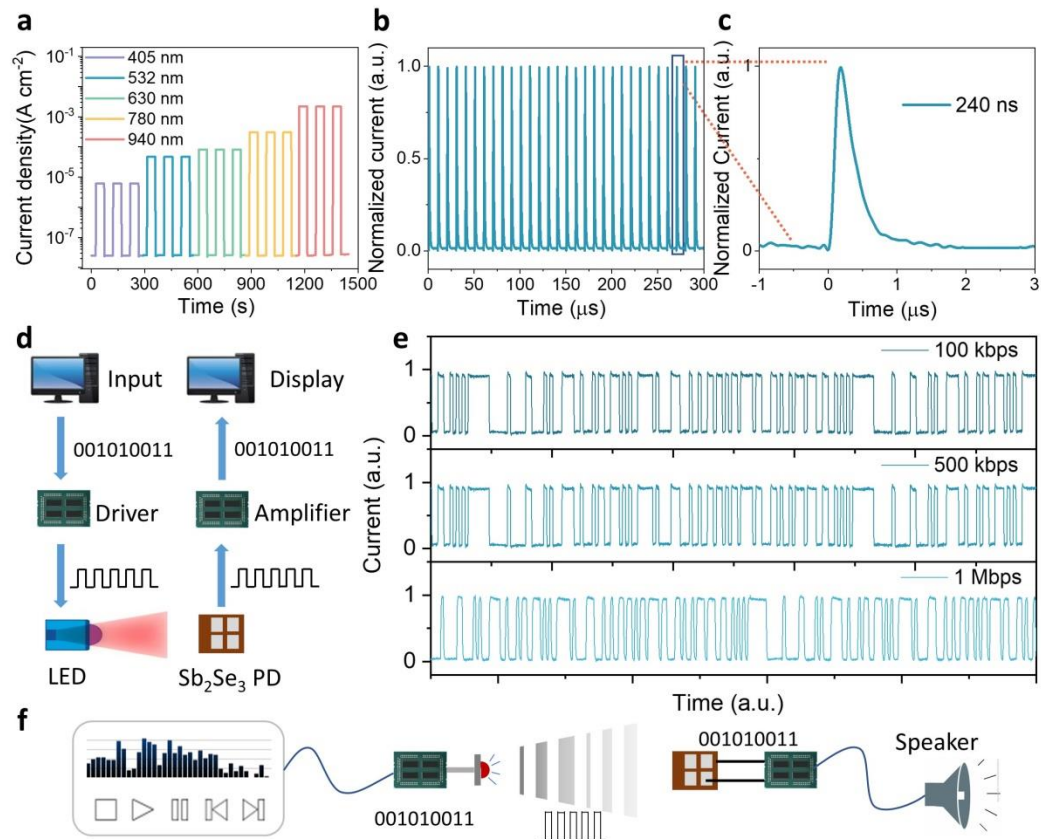 a
Current density(A cm⁻²)
10⁻¹
10⁻³
10⁻⁵
10⁻⁷
405 nm
532 nm
630 nm
780 nm
940 nm
0 300 600 900 1200 1500
Time (s)
b
Normalized current (a.u.)
1.0
0.5
0.0
0 50 100 150 200 250 300
Time (μs)
c
Normalized Current (a.u.)
1
0
240 ns
-1 0 1 2 3
Time (μs)
d
Input
Display
001010011
001010011
Driver
Amplifier
LED
Sb₂Se₃ PD
e
Current (a.u.)
1
0
100 kbps
1
0
500 kbps
1
0
1 Mbps
Time (a.u.)
f
001010011
001010011
Speaker